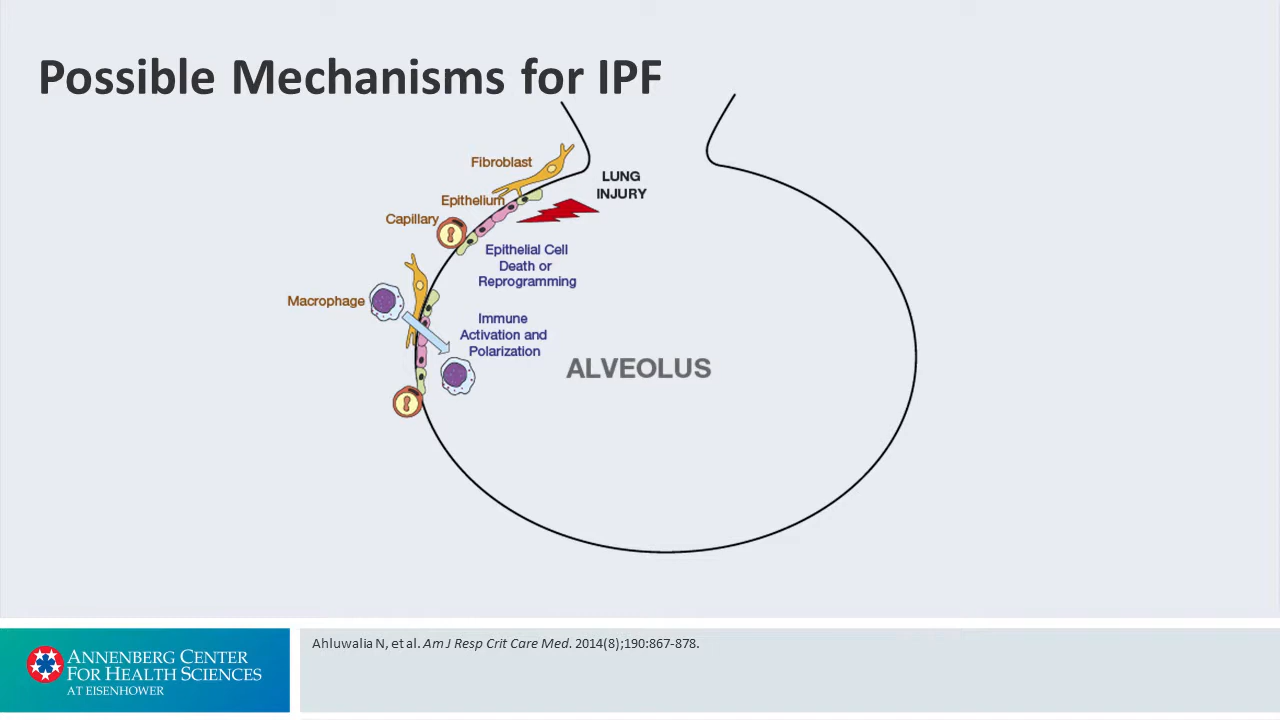 Possible Mechanisms for IPF
Fibroblast
LUNG
INJURY
Epithelium
Capillary
Epithelial Cell
Death or
Reprogramming
Macrophage
Immune
Activation and
Polarization
ALVEOLUS
Ahluwalia N, et al. Am J Resp Crit Care Med. 2014(8);190:867-878.
ANNENBERG CENTER
FOR HEALTH SCIENCES
AT EISENHOWER